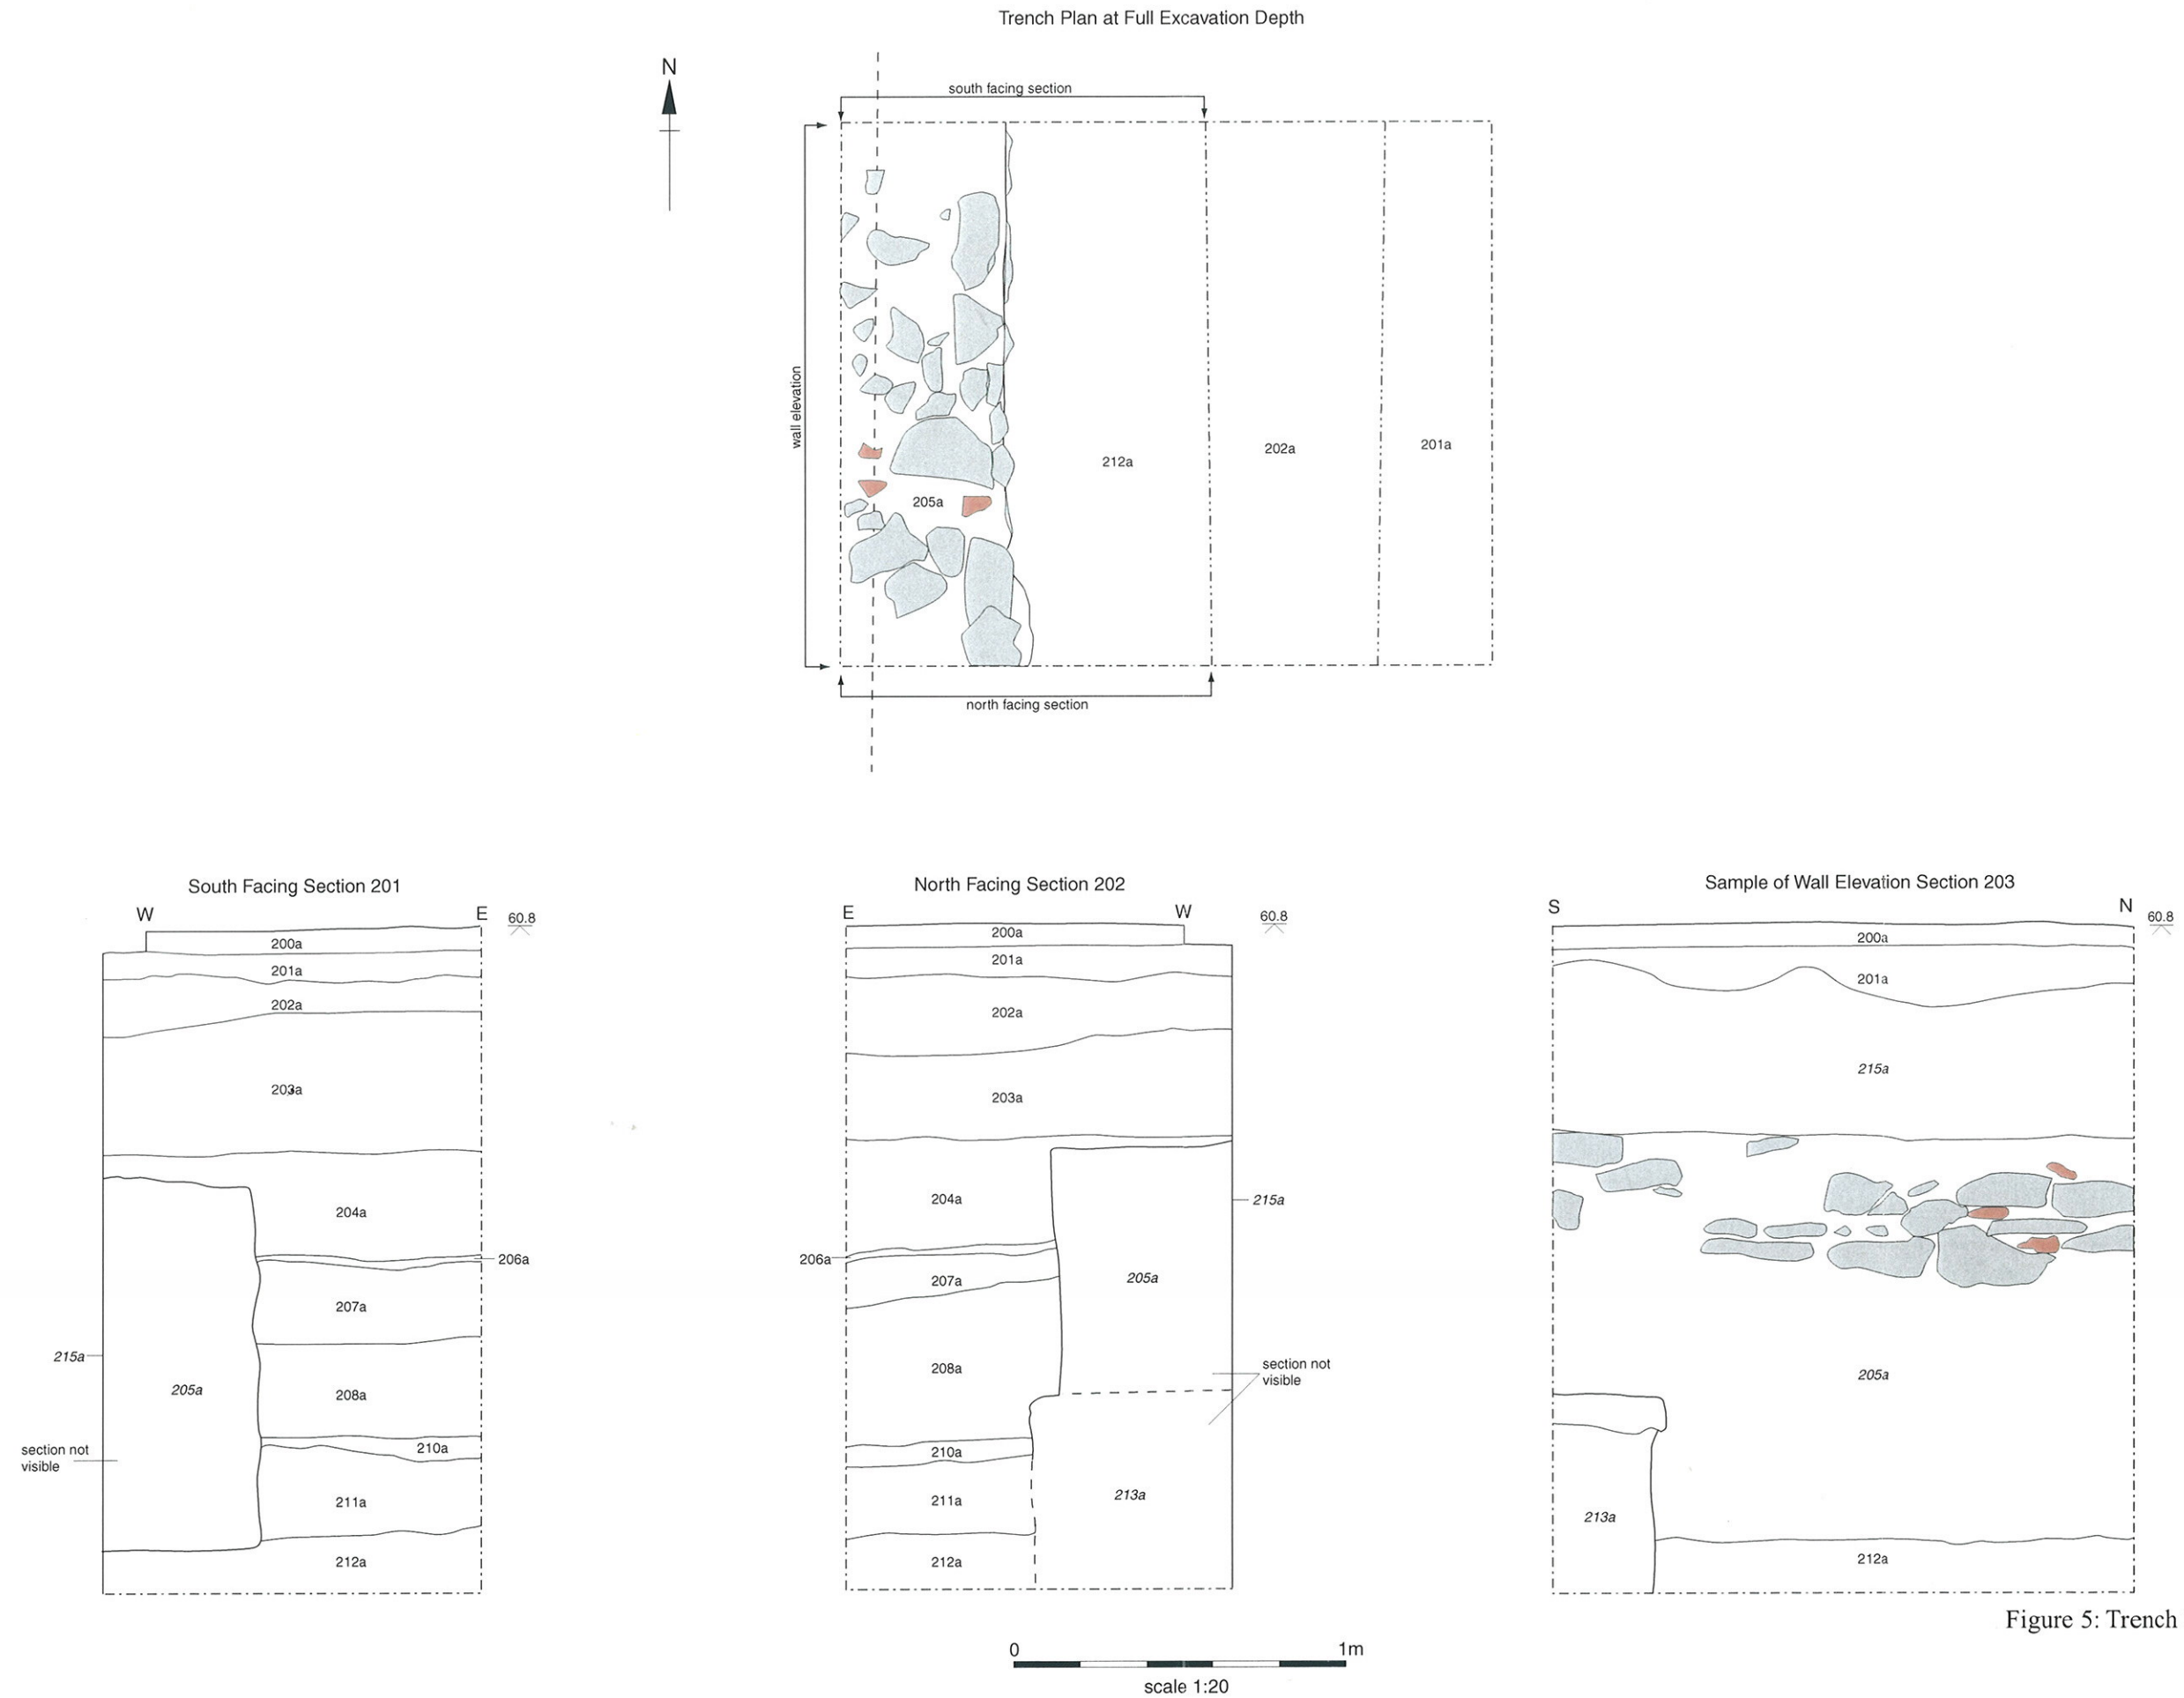 Trench Plan at Full Excavation Depth
N
south facing section
wall elevation
212a
202a
201a
205a
north facing section
South Facing Section 201
W
E
60.8
200a
201a
202a
203a
204a
206a
207a
215a
205a
208a
210a
section not
visible
211a
212a
North Facing Section 202
E
W
60.8
200a
201a
202a
203a
204a
215a
206a
207a
205a
208a
section not
visible
210a
211a
213a
212a
Sample of Wall Elevation Section 203
S
N
60.8
200a
201a
215a
205a
213a
212a
Figure 5: Trench
0
1m
scale 1:20